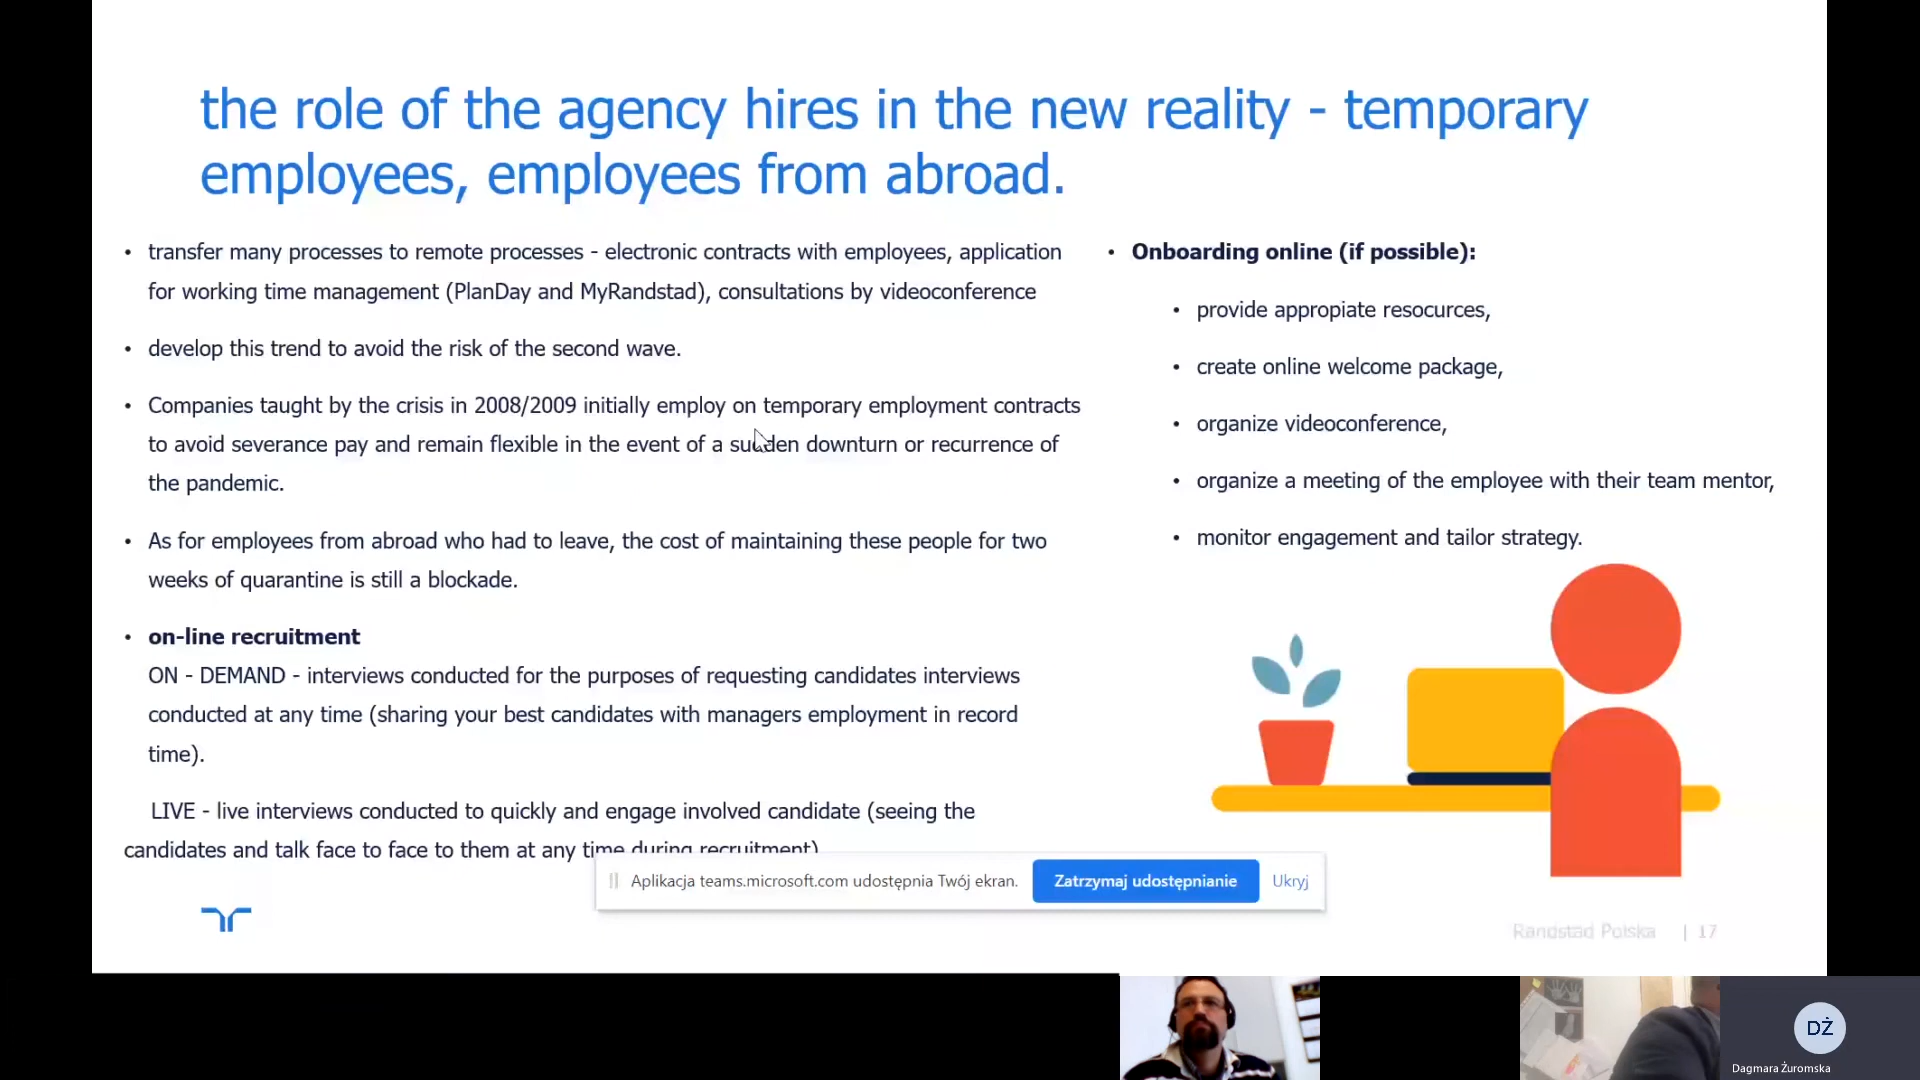 the role of the agency hires in the new reality - temporary
employees, employees from abroad.
• transfer many processes to remote processes - electronic contracts with employees, application
for working time management (PlanDay and MyRandstad), consultations by videoconference
• develop this trend to avoid the risk of the second wave.
• Companies taught by the crisis in 2008/2009 initially employ on temporary employment contracts
to avoid severance pay and remain flexible in the event of a sudden downturn or recurrence of
the pandemic.
• As for employees from abroad who had to leave, the cost of maintaining these people for two
weeks of quarantine is still a blockade.
• on-line recruitment
ON - DEMAND - interviews conducted for the purposes of requesting candidates interviews
conducted at any time (sharing your best candidates with managers employment in record
time).
LIVE - live interviews conducted to quickly and engage involved candidate (seeing the
candidates and talk face to face to them at any time during recruitment)
• Onboarding online (if possible):
• provide appropiate resocurces,
• create online welcome package,
• organize videoconference,
• organize a meeting of the employee with their team mentor,
• monitor engagement and tailor strategy.
Aplikacja teams.microsoft.com udostępnia Twój ekran.
Zatrzymaj udostępnianie
Ukryj
Randstad Polska | 17
DŻ
Dagmara Żuromska